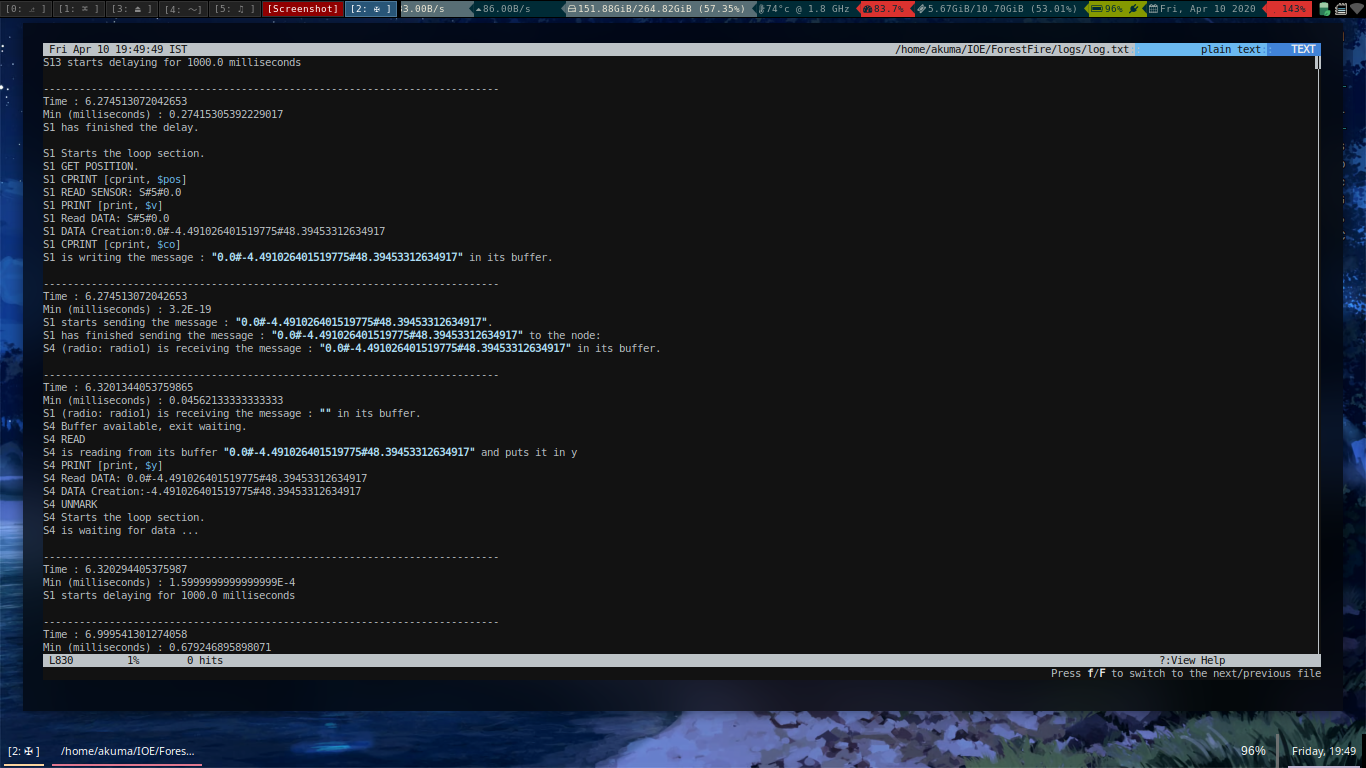 [0: ] [1: ⌘ ] [3: ⏏ ] [4: ] [5: ♫ ] [Screenshot] [2: ✠ ] 3.00B/s 86.00B/s 151.88GiB/264.82GiB (57.35%) 74°c @ 1.8 GHz 83.7% 5.67GiB/10.70GiB (53.01%) 96% Fri, Apr 10 2020 143%
Fri Apr 10 19:49:49 IST /home/akuma/IOE/ForestFire/logs/log.txt plain text TEXT
S13 starts delaying for 1000.0 milliseconds
----------------------------------------------------------------------------
Time : 6.274513072042653
Min (milliseconds) : 0.27415305392229017
S1 has finished the delay.
S1 Starts the loop section.
S1 GET POSITION.
S1 CPRINT [cprint, $pos]
S1 READ SENSOR: S#5#0.0
S1 PRINT [print, $v]
S1 Read DATA: S#5#0.0
S1 DATA Creation:0.0#-4.491026401519775#48.39453312634917
S1 CPRINT [cprint, $co]
S1 is writing the message : "0.0#-4.491026401519775#48.39453312634917" in its buffer.
----------------------------------------------------------------------------
Time : 6.274513072042653
Min (milliseconds) : 3.2E-19
S1 starts sending the message : "0.0#-4.491026401519775#48.39453312634917".
S1 has finished sending the message : "0.0#-4.491026401519775#48.39453312634917" to the node:
S4 (radio: radio1) is receiving the message : "0.0#-4.491026401519775#48.39453312634917" in its buffer.
----------------------------------------------------------------------------
Time : 6.3201344053759865
Min (milliseconds) : 0.04562133333333333
S1 (radio: radio1) is receiving the message : "" in its buffer.
S4 Buffer available, exit waiting.
S4 READ
S4 is reading from its buffer "0.0#-4.491026401519775#48.39453312634917" and puts it in y
S4 PRINT [print, $y]
S4 Read DATA: 0.0#-4.491026401519775#48.39453312634917
S4 DATA Creation:-4.491026401519775#48.39453312634917
S4 UNMARK
S4 Starts the loop section.
S4 is waiting for data ...
----------------------------------------------------------------------------
Time : 6.320294405375987
Min (milliseconds) : 1.5999999999999999E-4
S1 starts delaying for 1000.0 milliseconds
----------------------------------------------------------------------------
Time : 6.999541301274058
Min (milliseconds) : 0.679246895898071
L830 1% 0 hits ?:View Help
Press f/F to switch to the next/previous file
[2: ✠ ] /home/akuma/IOE/Fores... 96% Friday, 19:49